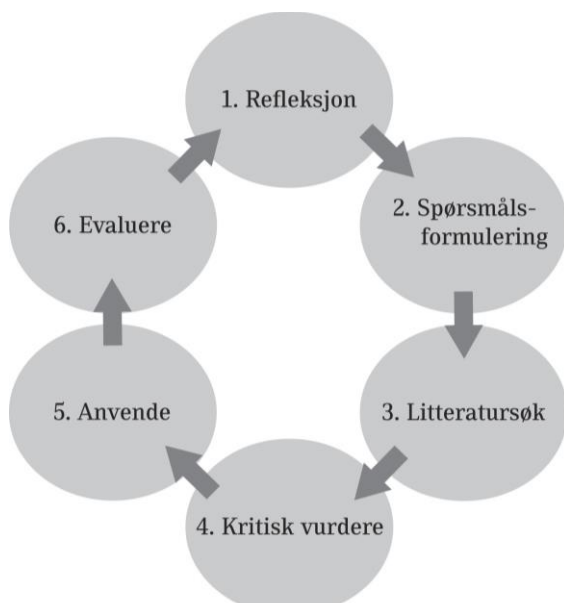 1. Refleksjon
2. Spørsmåls-
formulering
3. Litteratursøk
4. Kritisk vurdere
5. Anvende
6. Evaluere